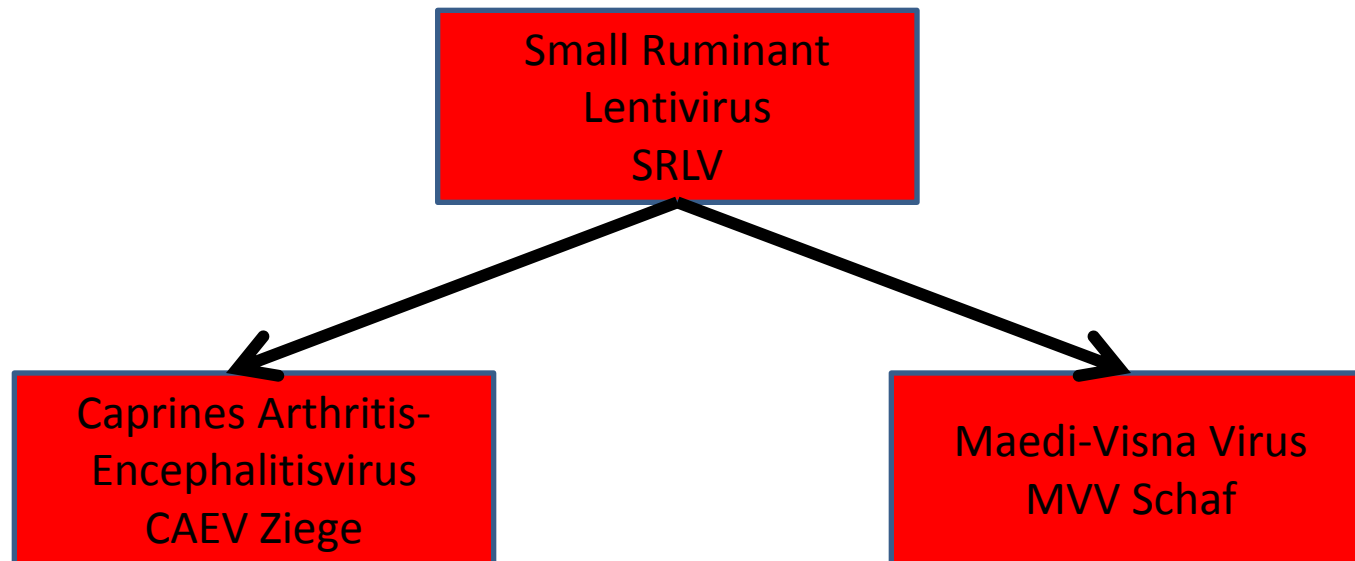 Small Ruminant
Lentivirus
SRLV
Caprines Arthritis-
Encephalitisvirus
CAEV Ziege
Maedi-Visna Virus
MVV Schaf